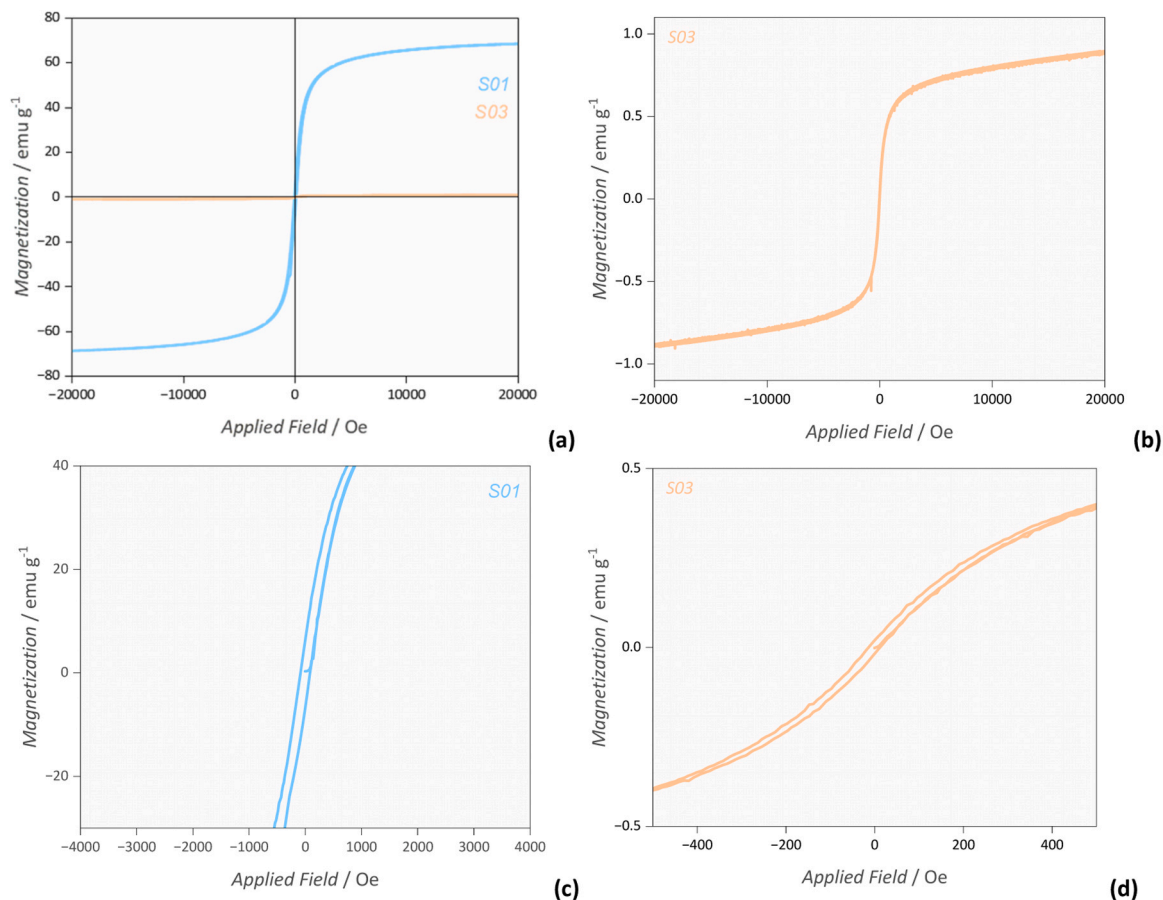 80
60
40
20
0
−20
−40
−60
−80
Magnetization / emu g⁻¹
S01
S03
−20000
−10000
0
10000
20000
Applied Field / Oe
(a)
S03
1.0
0.5
0.0
−0.5
−1.0
Magnetization / emu g⁻¹
−20000
−10000
0
10000
20000
Applied Field / Oe
(b)
S01
40
20
0
−20
Magnetization / emu g⁻¹
−4000
−3000
−2000
−1000
0
1000
2000
3000
4000
Applied Field / Oe
(c)
S03
0.5
0.0
−0.5
Magnetization / emu g⁻¹
−400
−200
0
200
400
Applied Field / Oe
(d)